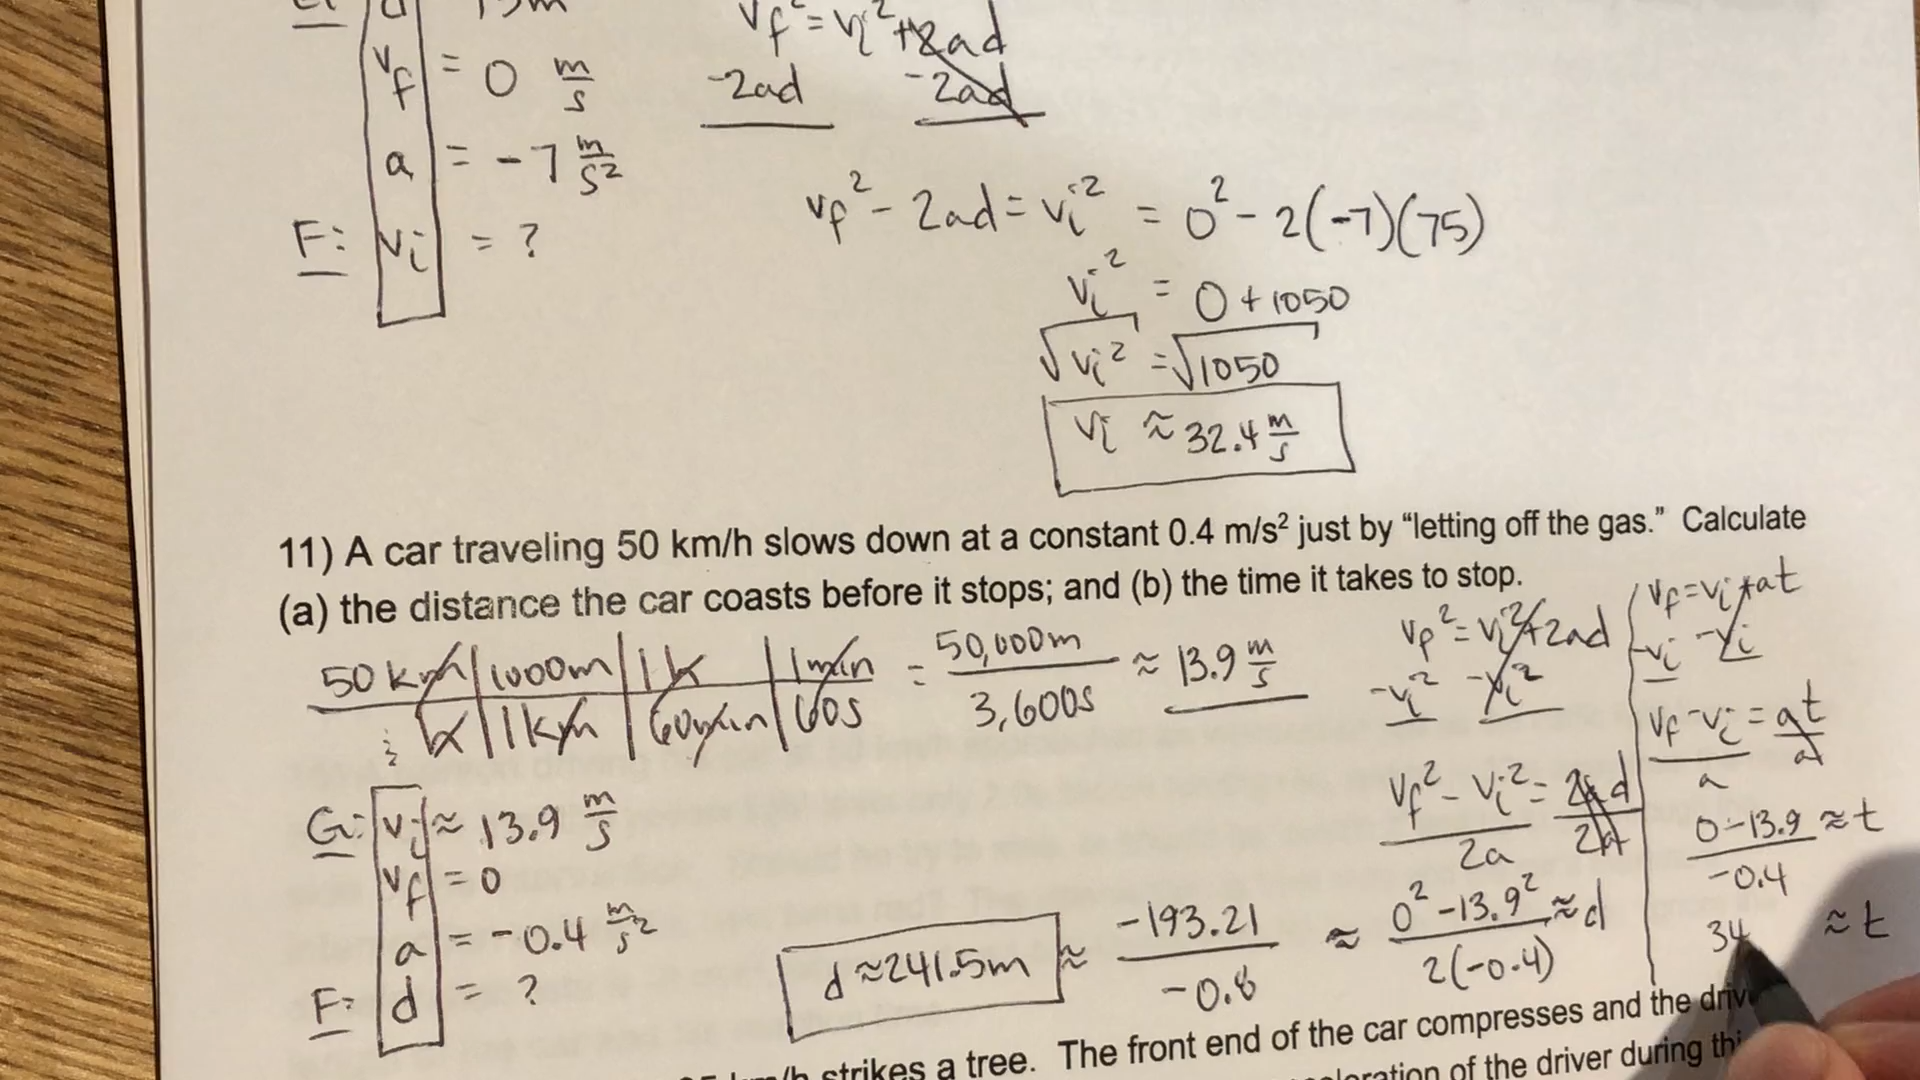 vf² = vi² + 2ad
-2ad -2ad
vf = 0 m/s
a = -7 m/s²
F: vi = ?
vf² - 2ad = vi² = 0² - 2(-7)(75)
vi² = 0 + 1050
√vi² = √1050
vi ≈ 32.4 m/s
11) A car traveling 50 km/h slows down at a constant 0.4 m/s² just by “letting off the gas.” Calculate
(a) the distance the car coasts before it stops; and (b) the time it takes to stop.
50 km | 1000m | 1h | 1min = 50,000m ≈ 13.9 m/s
h | 1km | 60min | 60s 3,600s
G: vi ≈ 13.9 m/s
vf = 0
a = -0.4 m/s²
F: d = ?
vf² = vi² + 2ad
-vi² -vi²
vf² - vi² = 2ad
2a 2a
0² - 13.9² ≈ d
2(-0.4)
≈ -193.21
-0.8
d ≈ 241.5m ≈
vf = vi + at
-vi -vi
vf - vi = at
a a
0 - 13.9 ≈ t
-0.4
34 ≈ t
strikes a tree. The front end of the car compresses and the
of the driver during